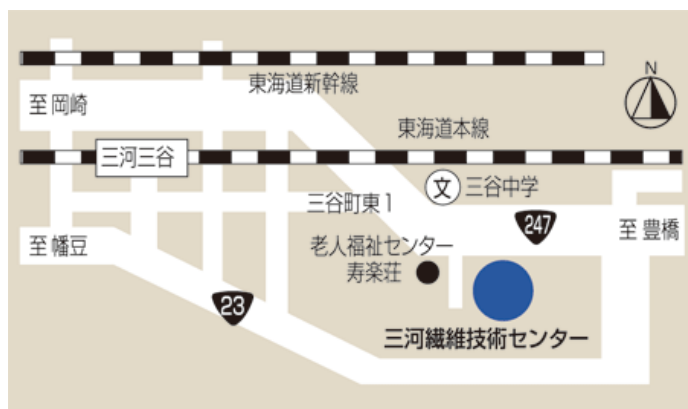 東海道新幹線
N
至岡崎
東海道本線
三河三谷
文
三谷中学
三谷町東1
247
至豊橋
至幡豆
老人福祉センター
寿楽荘
23
三河繊維技術センター